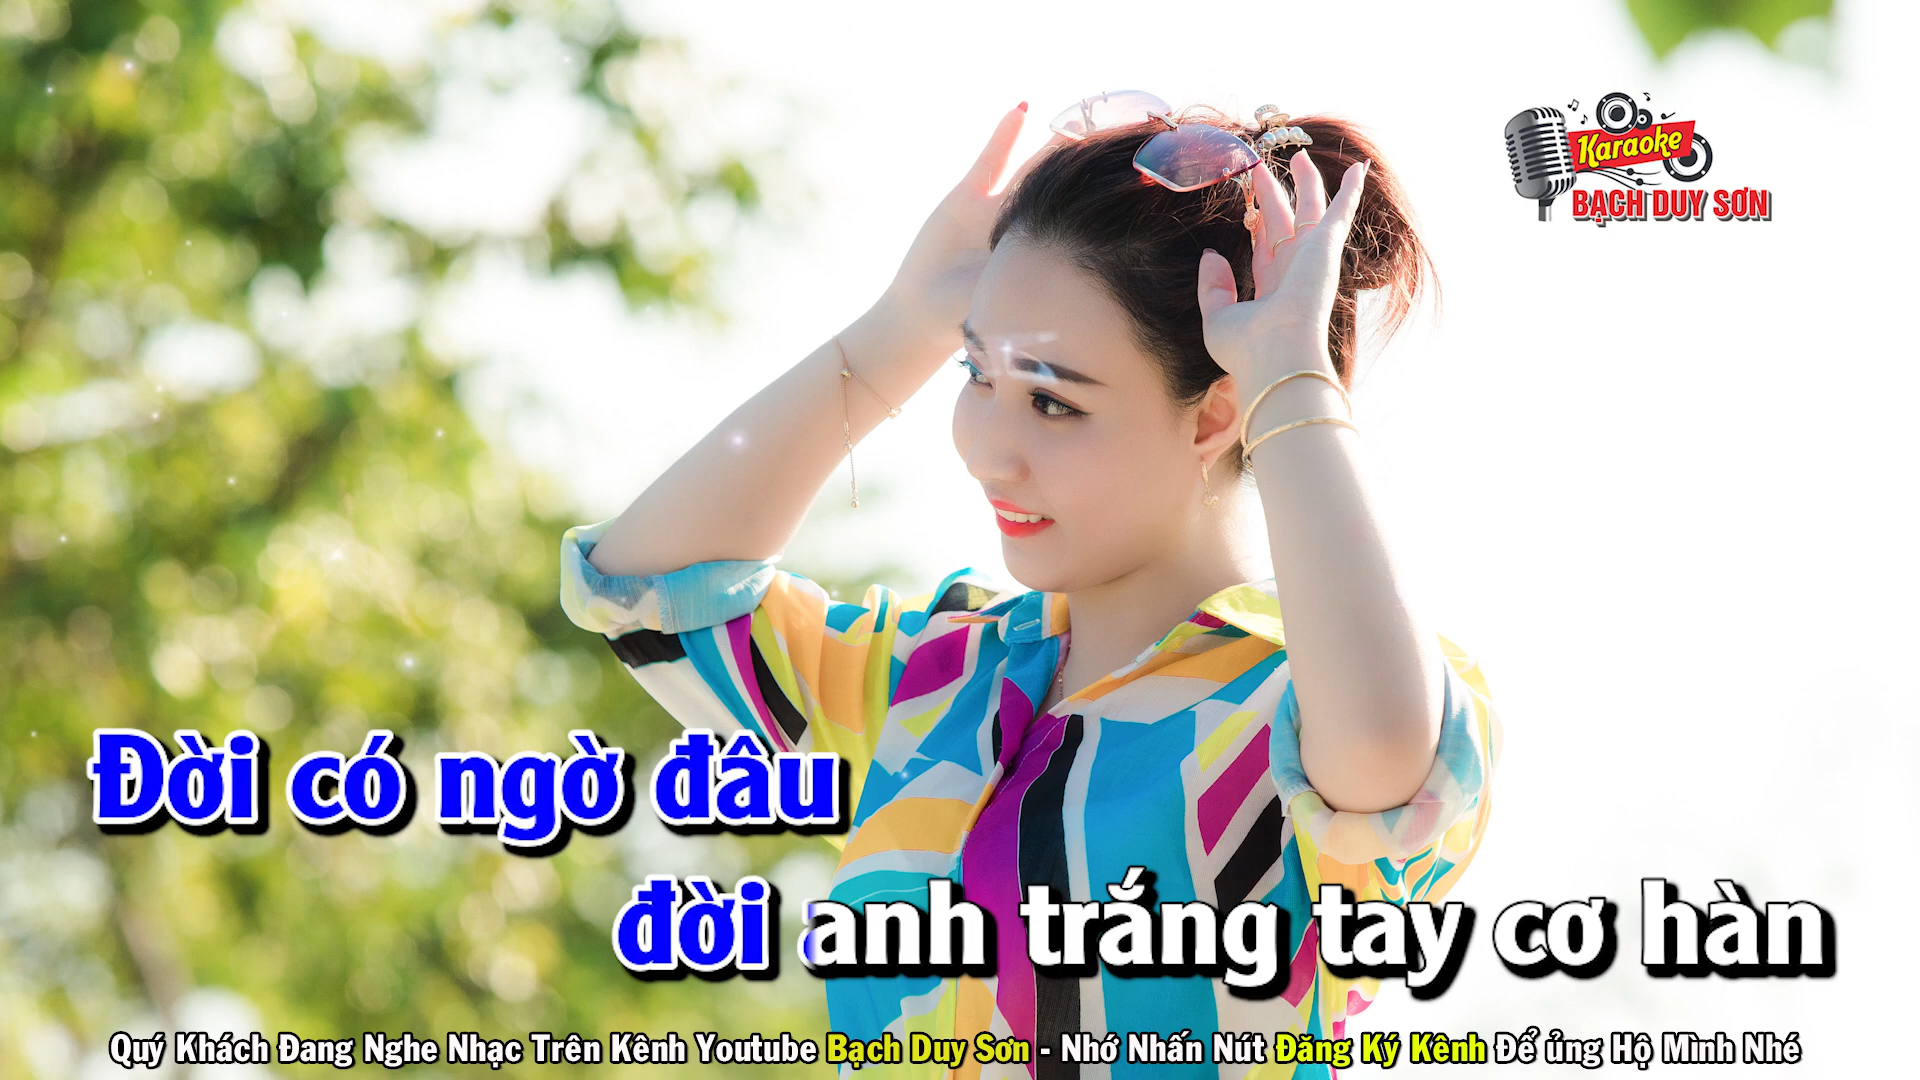 Karaoke
BẠCH DUY SƠN
Đời có ngờ đâu
đời anh trắng tay cơ hàn
Quý Khách Đang Nghe Nhạc Trên Kênh Youtube Bạch Duy Sơn - Nhớ Nhấn Nút Đăng Ký Kênh Để ủng Hộ Mình Nhé